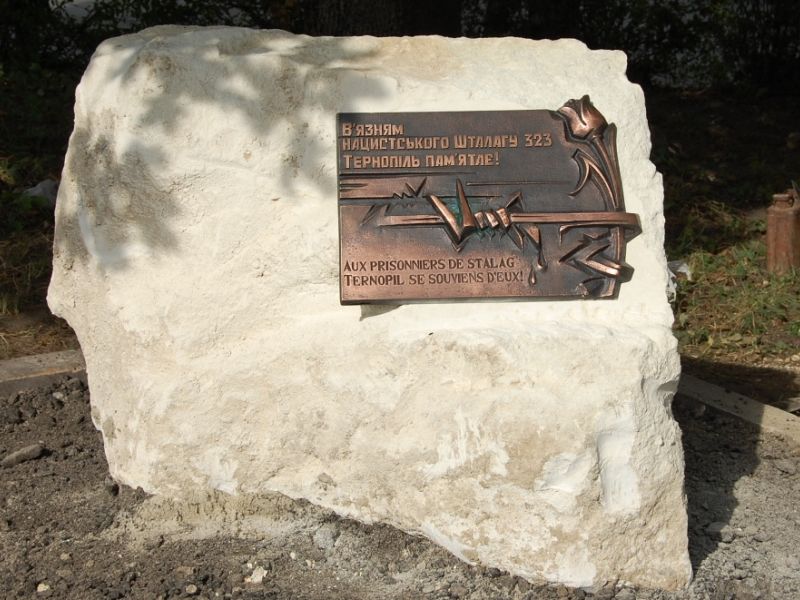 В'ЯЗНЯМ
НАЦИСТСЬКОГО ШТАЛАГУ 323
ТЕРНОПІЛЬ ПАМ'ЯТАЄ!
AUX PRISONNIERS DE STALAG
TERNOPIL SE SOUVIENS D'EUX!